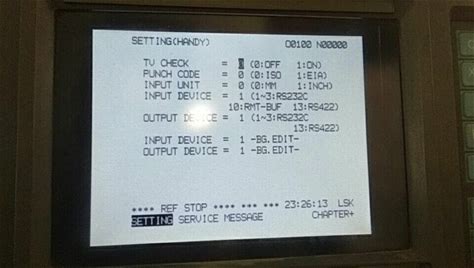 SETTING(HANDY) O0100 N00000
TV CHECK = 0 (0:OFF 1:ON)
PUNCH CODE = 0 (0:ISO 1:EIA)
INPUT UNIT = 0 (0:MM 1:INCH)
INPUT DEVICE = 1 (1~3:RS232C
10:RMT-BUF 13:RS422)
OUTPUT DEVICE = 1 (1~3:RS232C
13:RS422)
INPUT DEVICE = 1 -BG.EDIT-
OUTPUT DEVICE = 1 -BG.EDIT-
**** REF STOP **** *** *** 23:26:13 LSK
SETTING SERVICE MESSAGE CHAPTER+